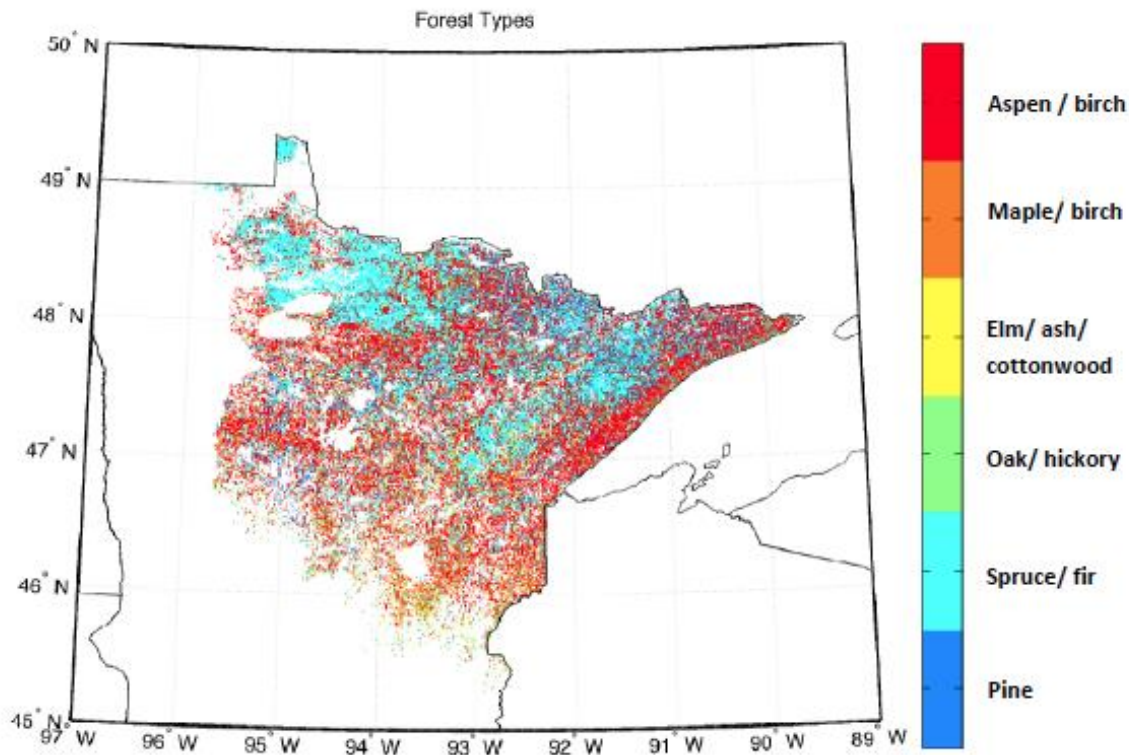 Forest Types
50° N
49° N
48° N
47° N
46° N
45° N
97° W
96° W
95° W
94° W
93° W
92° W
91° W
90° W
89° W
Aspen / birch
Maple/ birch
Elm/ ash/
cottonwood
Oak/ hickory
Spruce/ fir
Pine